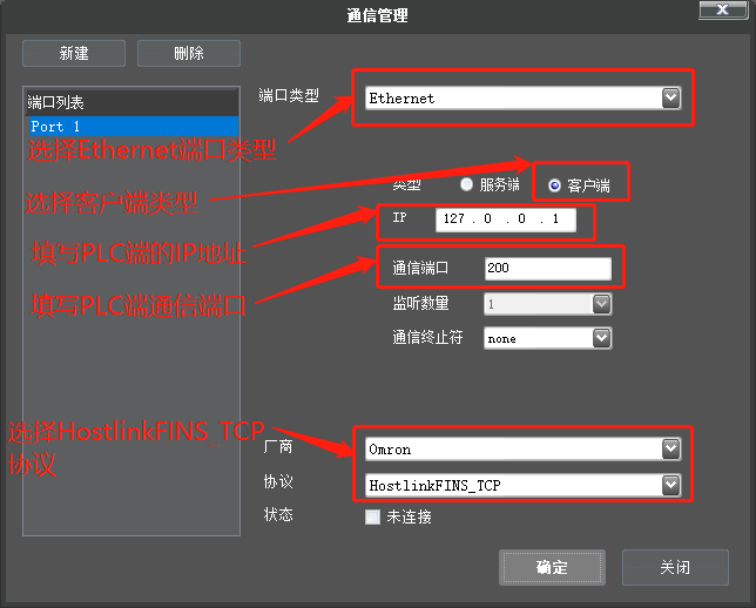 通信管理
新建 删除
端口列表
Port 1
端口类型 Ethernet
选择Ethernet端口类型
类型 服务端 客户端
选择客户端类型
IP 127 . 0 . 0 . 1
填写PLC端的IP地址
通信端口 200
填写PLC端通信端口
监听数量 1
通信终止符 none
选择HostlinkFINS_TCP
协议
厂商 Omron
协议 HostlinkFINS_TCP
状态 未连接
确定 关闭